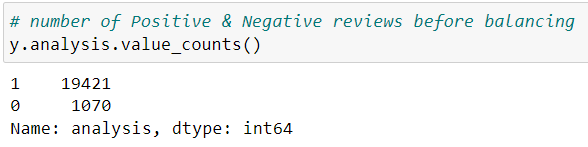 # number of Positive & Negative reviews before balancing
y.analysis.value_counts()
1    19421
0     1070
Name: analysis, dtype: int64